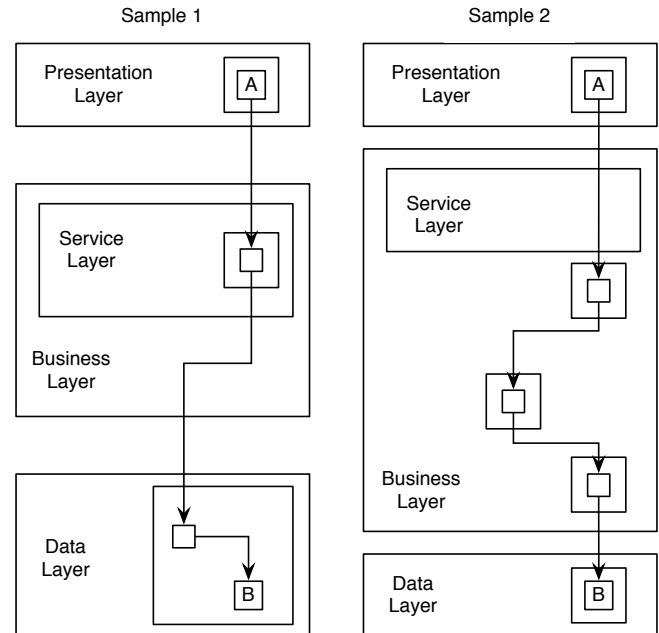 Sample 1
Presentation
Layer
A
Service
Layer
Business
Layer
Data
Layer
B
Sample 2
Presentation
Layer
A
Service
Layer
Business
Layer
Data
Layer
B